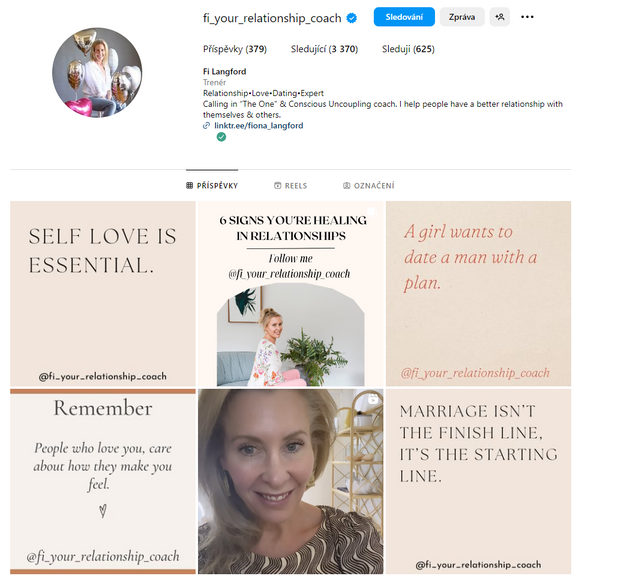 fi_your_relationship_coach
Sledování
Zpráva
Příspěvky (379)
Sledující (3 370)
Sleduji (625)
Fi Langford
Trenér
Relationship•Love•Dating•Expert
Calling in "The One" & Conscious Uncoupling coach. I help people have a better relationship with
themselves & others.
linktr.ee/fiona_langford
PŘÍSPĚVKY
REELS
OZNAČENÍ
SELF LOVE IS
ESSENTIAL.
@fi_your_relationship_coach
6 SIGNS YOU'RE HEALING
IN RELATIONSHIPS
Follow me
@fi_your_relationship_coach
A girl wants to
date a man with a
plan.
@fi_your_relationship_coach
Remember
People who love you, care
about how they make you
feel.
@fi_your_relationship_coach
MARRIAGE ISN'T
THE FINISH LINE,
IT'S THE STARTING
LINE.
@fi_your_relationship_coach